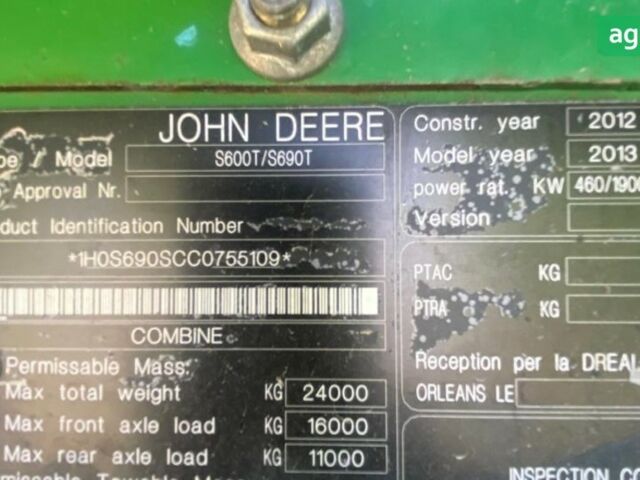 ag
JOHN DEERE
pe / Model S600T/S690T
Approval Nr.
duct Identification Number
*1H0S690SCC0755109*
COMBINE
Permissable Mass:
Max total weight KG 24000
Max front axle load KG 16000
Max rear axle load KG 11000
Constr. year 2012
Model year 2013
power rat. KW 460/1900
Version
PTAC KG
PTRA KG
Reception per la DREAL
ORLEANS LE
INSPECTION CO